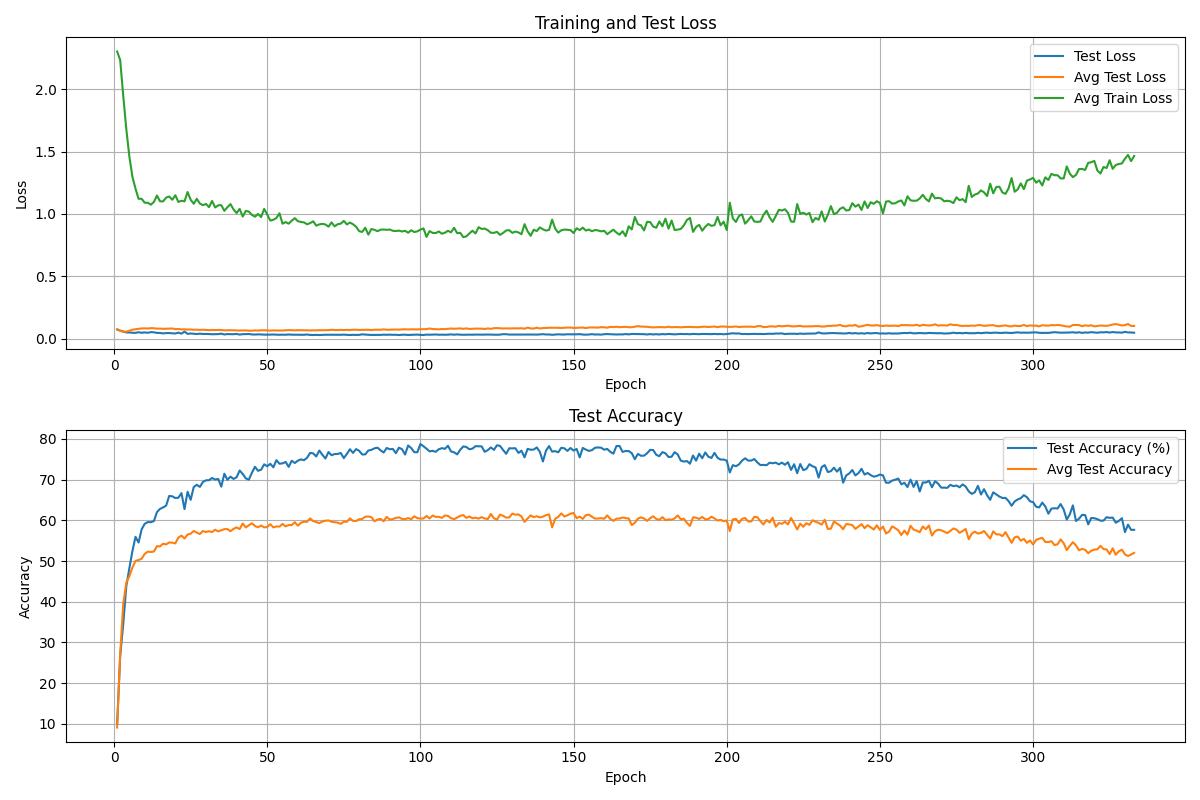 Training and Test Loss
Test Loss
Avg Test Loss
Avg Train Loss
2.0
1.5
1.0
0.5
0.0
Loss
0 50 100 150 200 250 300
Epoch
Test Accuracy
Test Accuracy (%)
Avg Test Accuracy
80
70
60
50
40
30
20
10
Accuracy
0 50 100 150 200 250 300
Epoch